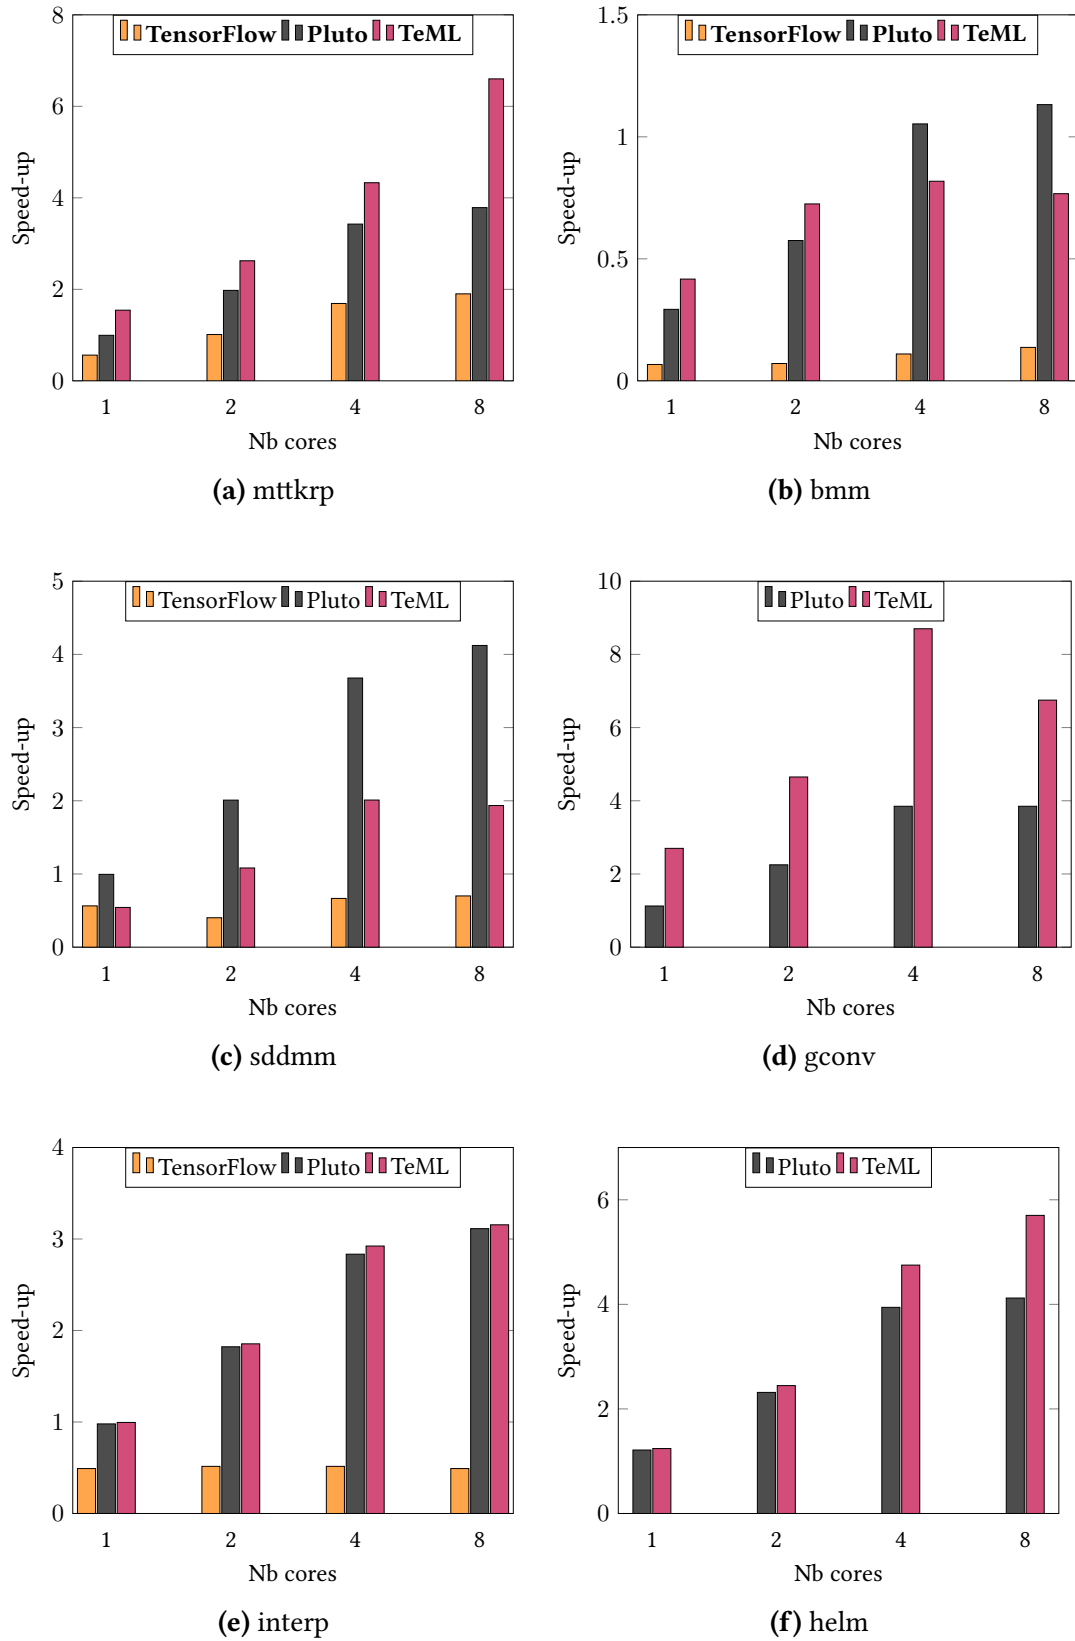 TensorFlow Pluto TeML
8
6
4
2
0
Speed-up
1 2 4 8
Nb cores
(a) mttkrp
TensorFlow Pluto TeML
1.5
1
0.5
0
Speed-up
1 2 4 8
Nb cores
(b) bmm
TensorFlow Pluto TeML
5
4
3
2
1
0
Speed-up
1 2 4 8
Nb cores
(c) sddmm
Pluto TeML
10
8
6
4
2
0
Speed-up
1 2 4 8
Nb cores
(d) gconv
TensorFlow Pluto TeML
4
3
2
1
0
Speed-up
1 2 4 8
Nb cores
(e) interp
Pluto TeML
6
4
2
0
Speed-up
1 2 4 8
Nb cores
(f) helm